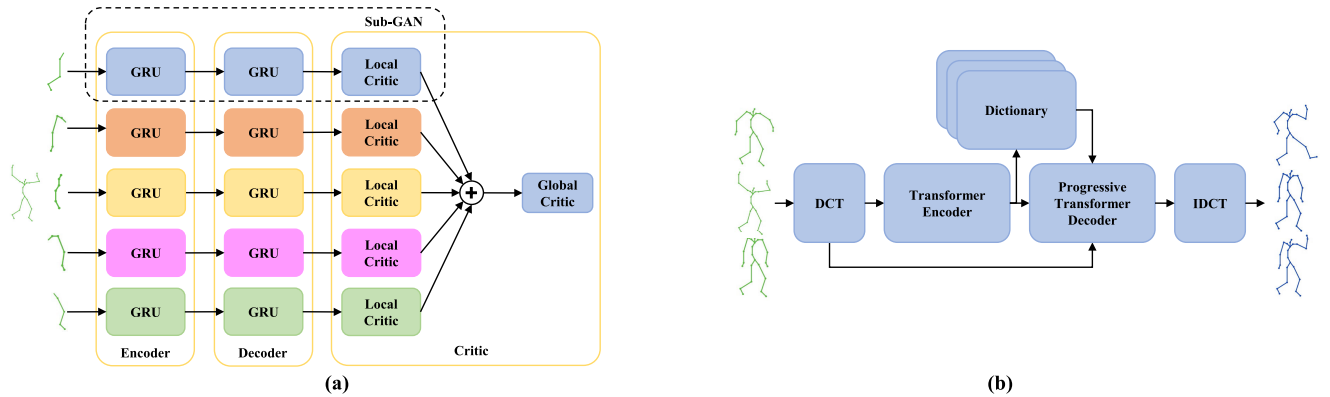 Sub-GAN
GRU
GRU
Local
Critic
GRU
GRU
Local
Critic
GRU
GRU
Local
Critic
Global
Critic
GRU
GRU
Local
Critic
GRU
GRU
Local
Critic
Encoder
Decoder
Critic
(a)
Dictionary
DCT
Transformer
Encoder
Progressive
Transformer
Decoder
IDCT
(b)